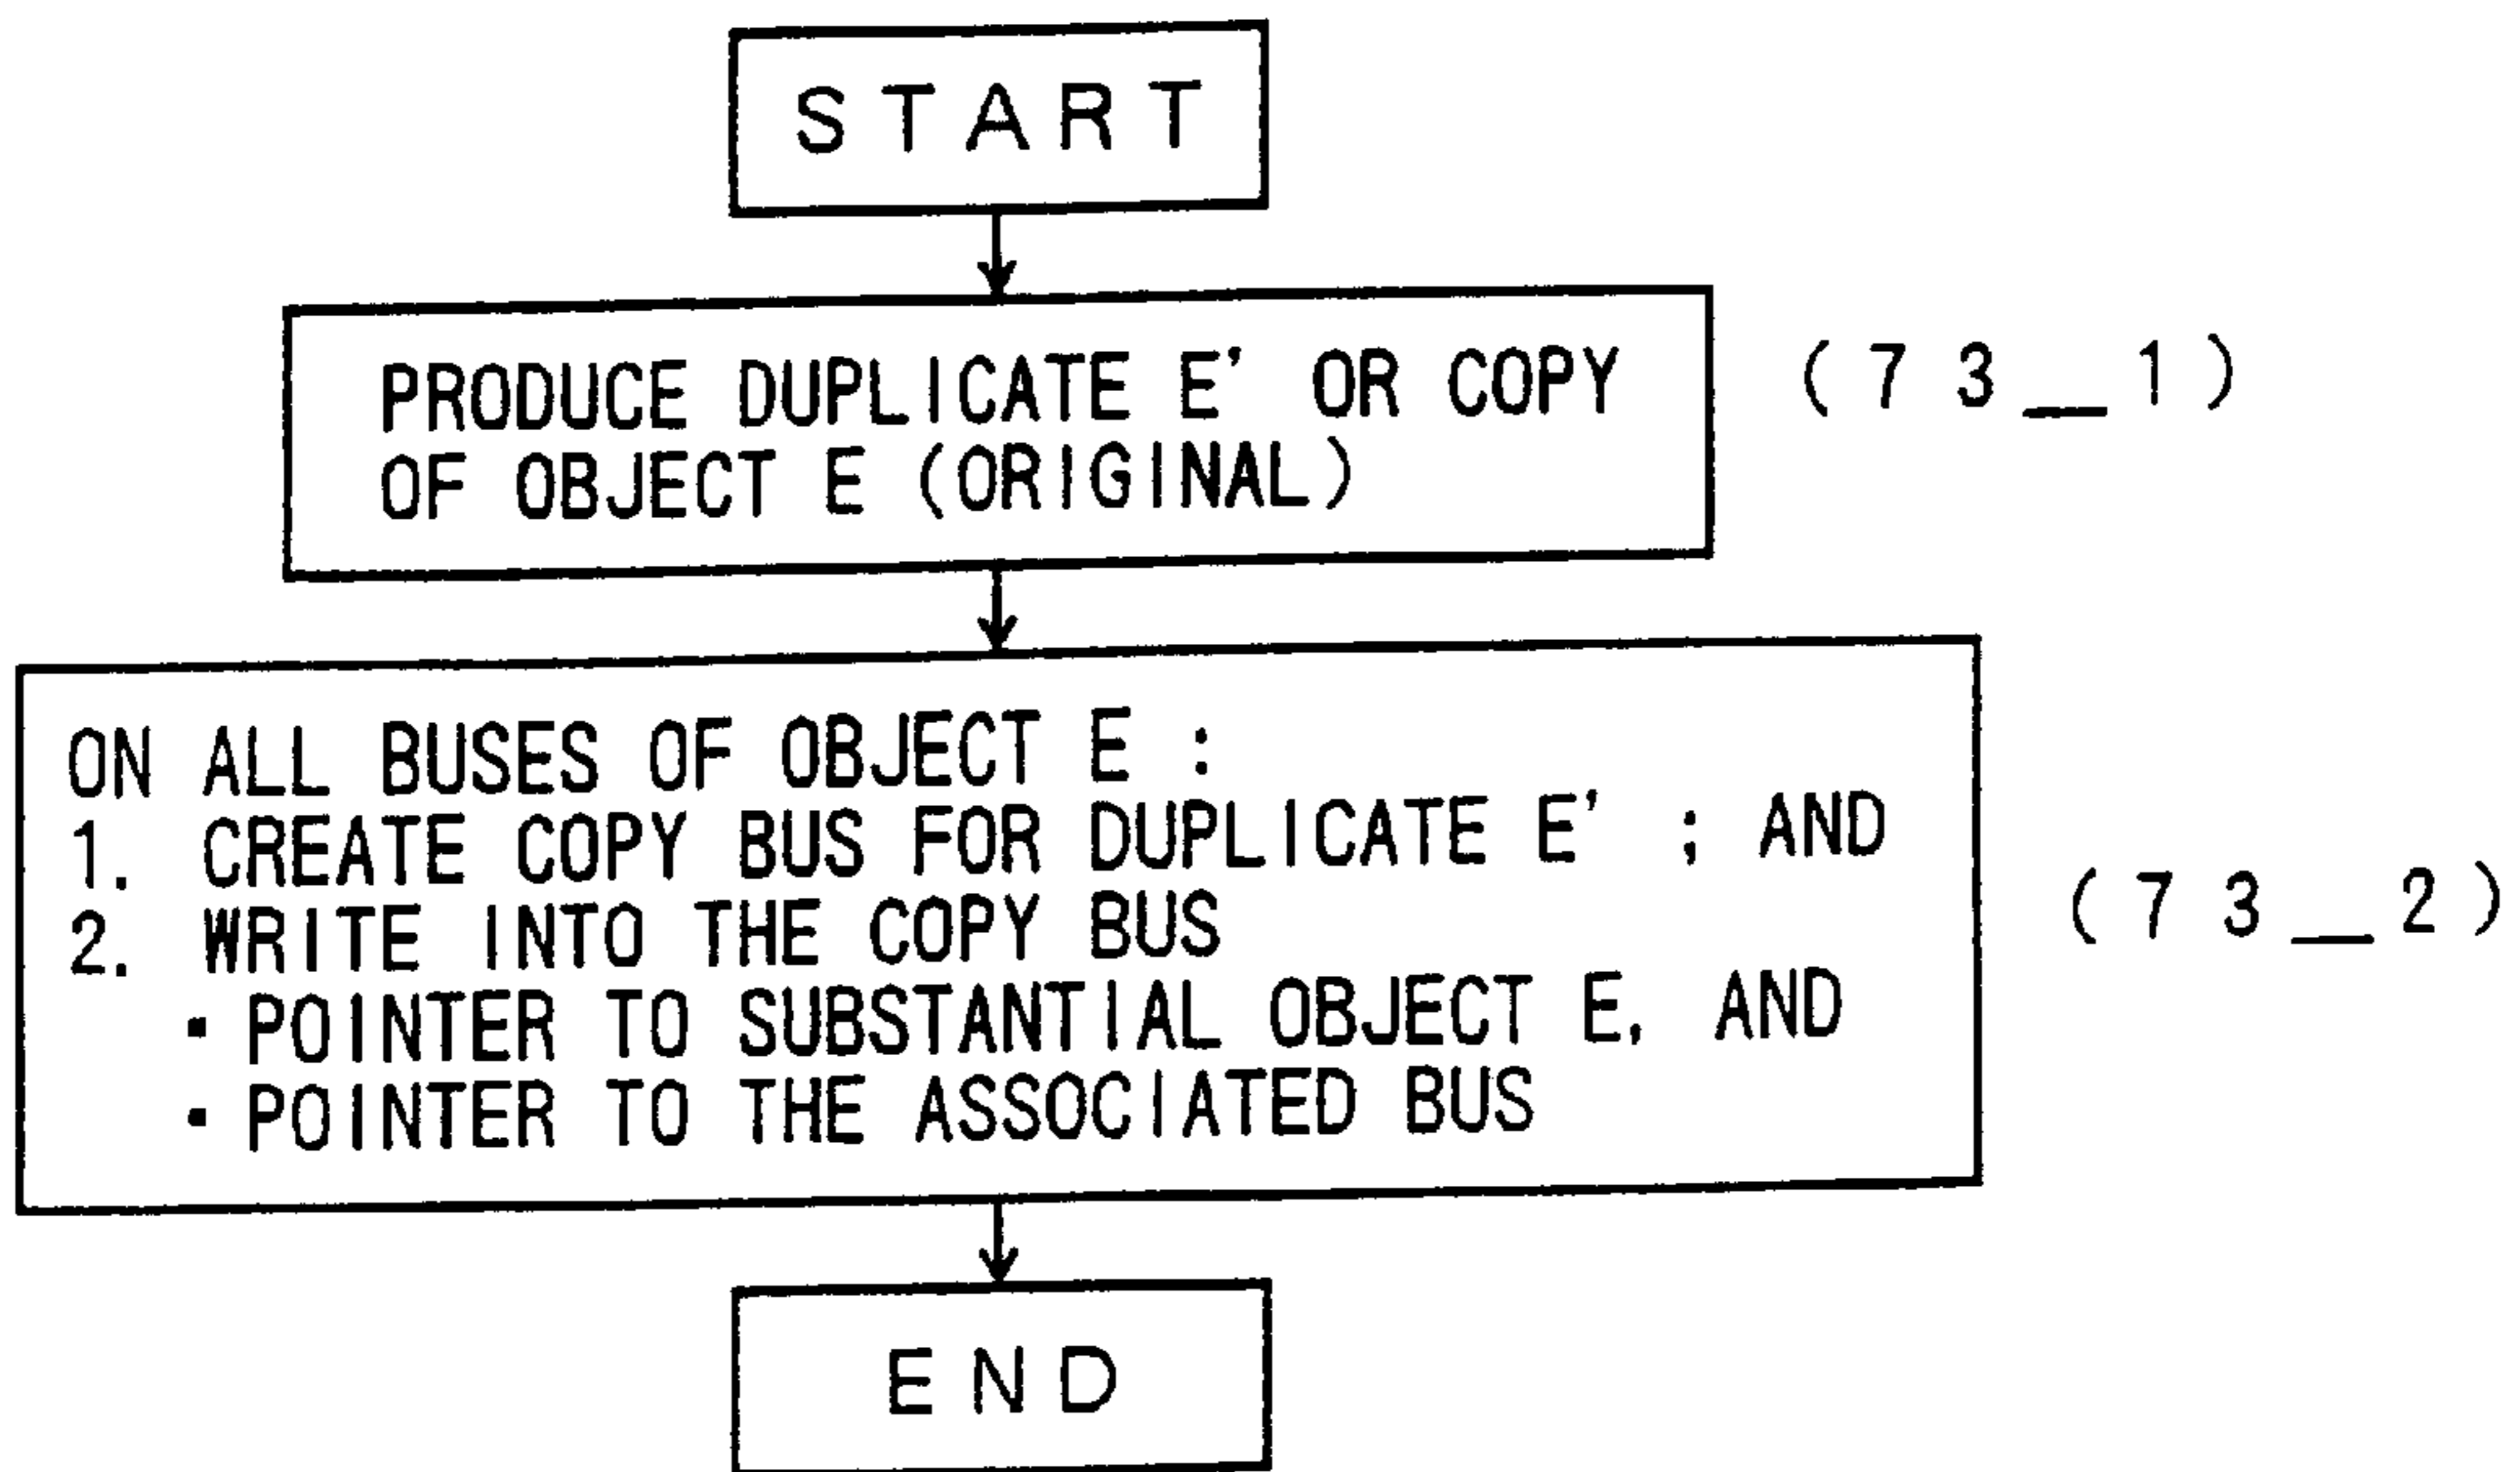 START
PRODUCE DUPLICATE E' OR COPY (73_1)
OF OBJECT E (ORIGINAL)
ON ALL BUSES OF OBJECT E :
1. CREATE COPY BUS FOR DUPLICATE E' ; AND
2. WRITE INTO THE COPY BUS (73_2)
▪ POINTER TO SUBSTANTIAL OBJECT E, AND
▪ POINTER TO THE ASSOCIATED BUS
END